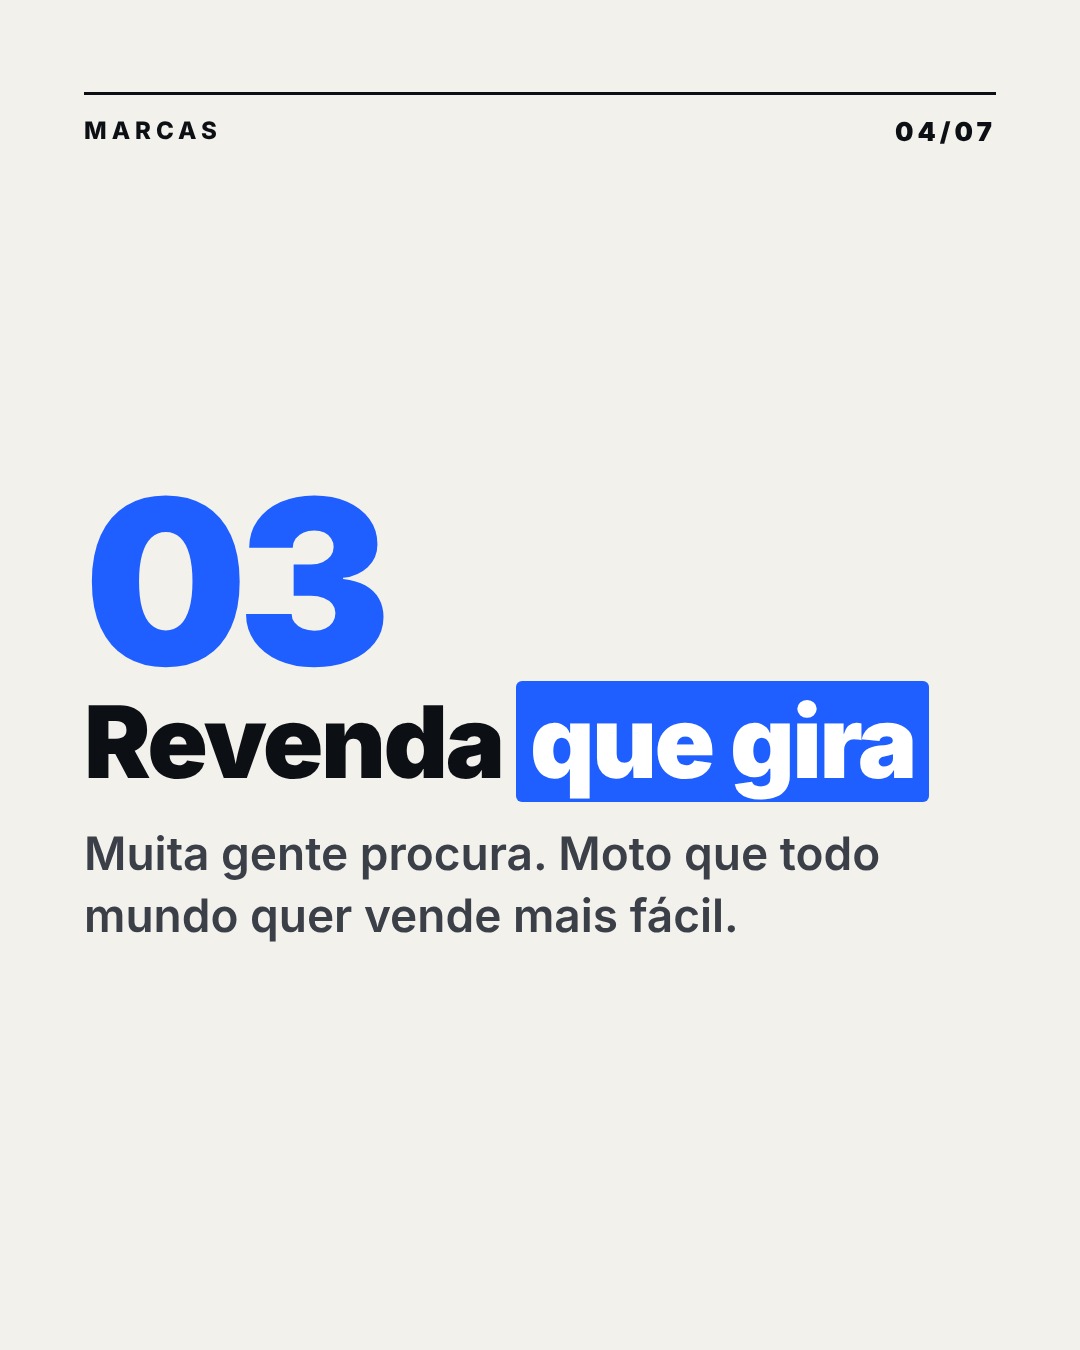 MARCAS
04/07
03
Revenda que gira
Muita gente procura. Moto que todo
mundo quer vende mais fácil.